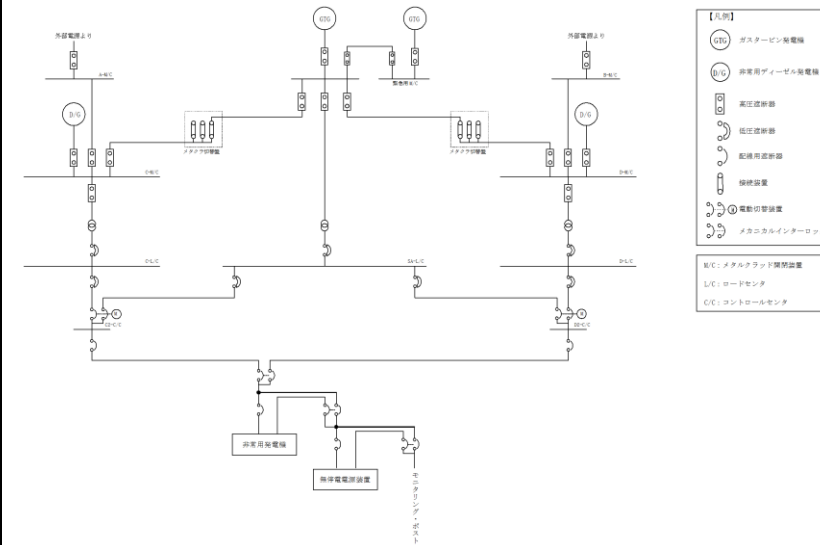 GTG
GTG
外部電源より
外部電源より
A-M/C
緊急用M/C
B-M/C
D/G
D/G
メタクラ切替盤
メタクラ切替盤
C-M/C
D-M/C
C-L/C
SA-L/C
D-L/C
M
M
C2-C/C
D2-C/C
非常用発電機
無停電電源装置
モニタリング・ポスト
【凡例】
GTG ガスタービン発電機
D/G 非常用ディーゼル発電機
高圧遮断器
低圧遮断器
配線用遮断器
接続装置
M 電動切替装置
メカニカルインターロッ
M/C：メタルクラッド開閉装置
L/C：ロードセンタ
C/C：コントロールセンタ